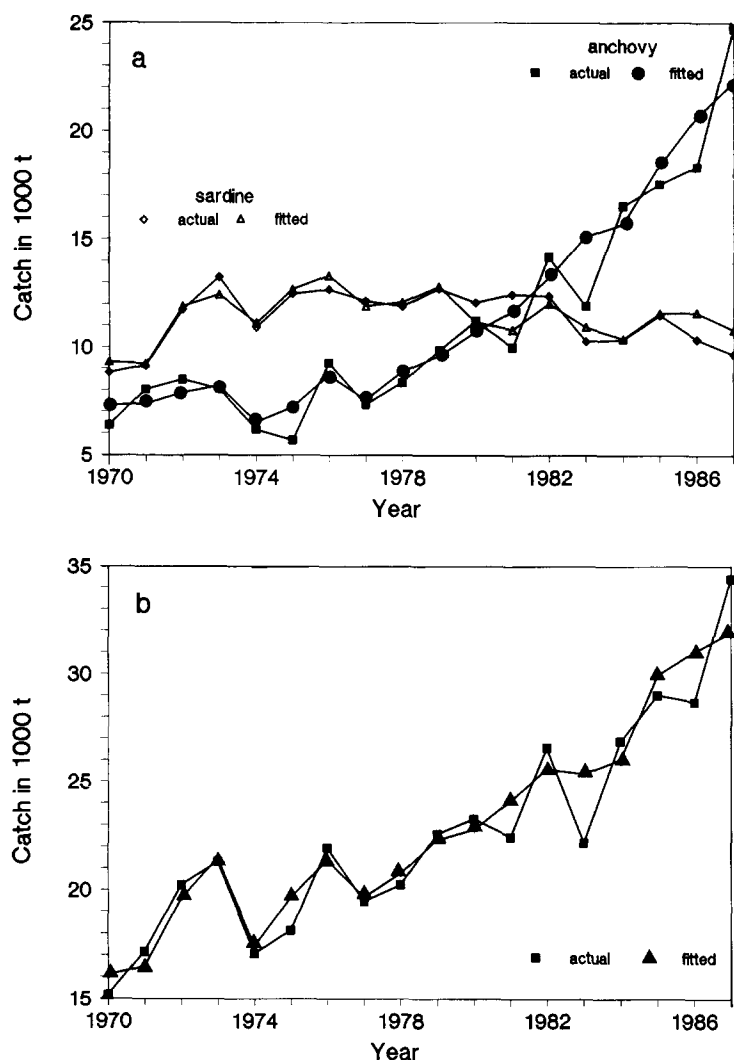 25
a
anchovy
actual fitted
20
Catch in 1000 t
sardine
actual fitted
15
10
5
1970 1974 1978 1982 1986
Year
35
b
30
Catch in 1000 t
25
20
actual fitted
15
1970 1974 1978 1982 1986
Year